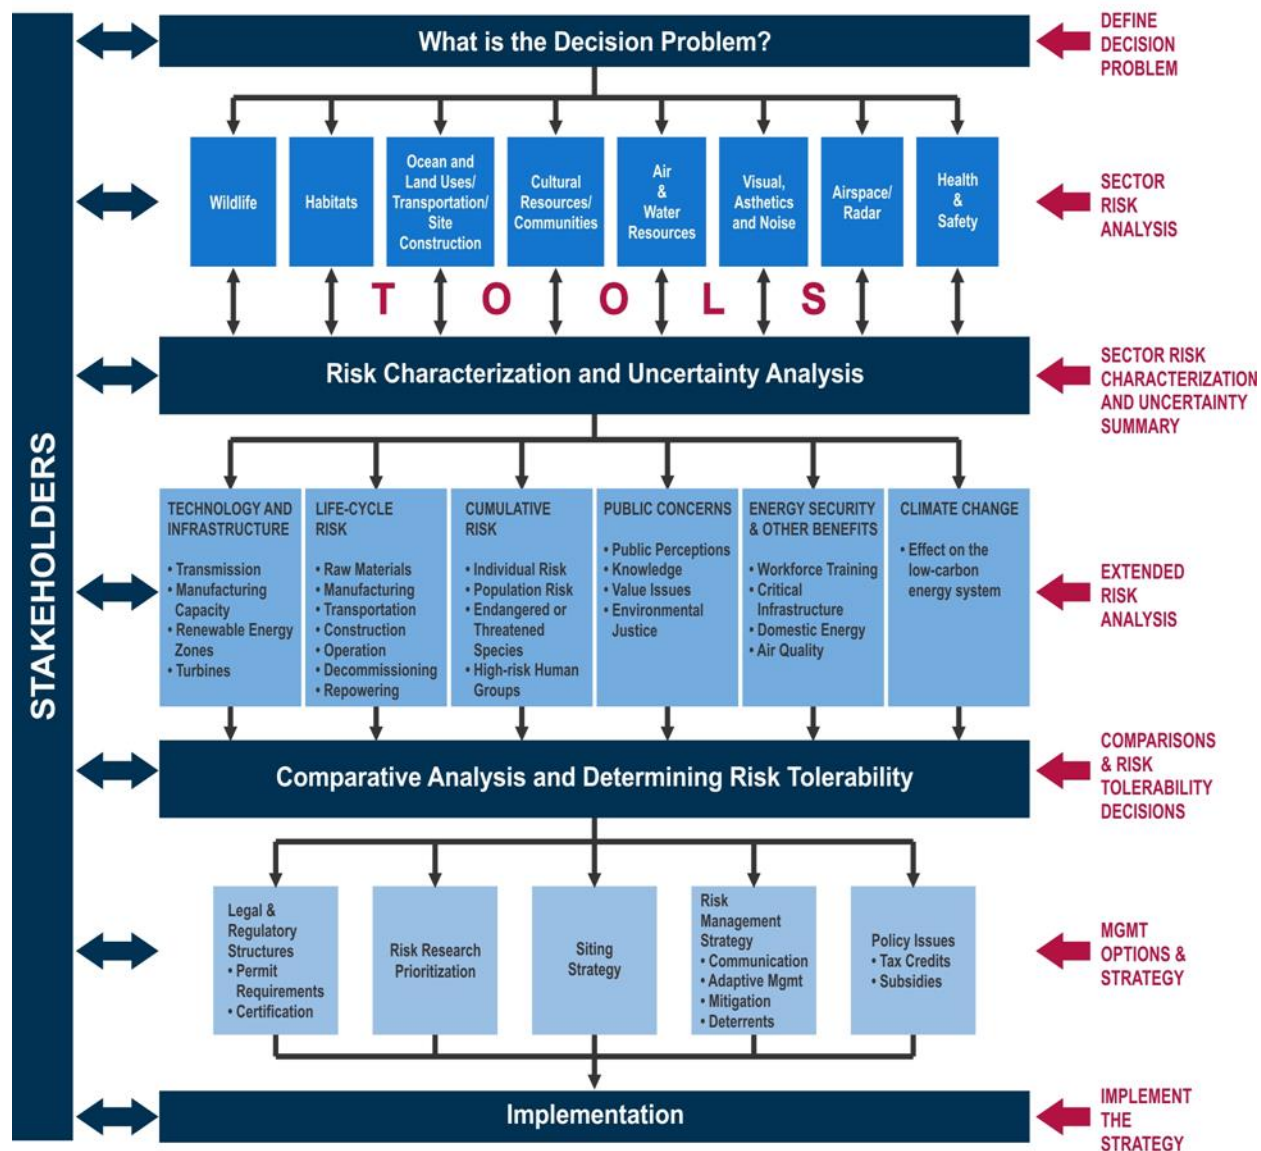 STAKEHOLDERS
What is the Decision Problem?
DEFINE
DECISION
PROBLEM
Wildlife
Habitats
Ocean and
Land Uses/
Transportation/
Site
Construction
Cultural
Resources/
Communities
Air
&
Water
Resources
Visual,
Asthetics
and Noise
Airspace/
Radar
Health
&
Safety
SECTOR
RISK
ANALYSIS
T O O L S
Risk Characterization and Uncertainty Analysis
SECTOR RISK
CHARACTERIZATION
AND UNCERTAINTY
SUMMARY
TECHNOLOGY AND
INFRASTRUCTURE
• Transmission
• Manufacturing
Capacity
• Renewable Energy
Zones
• Turbines
LIFE-CYCLE
RISK
• Raw Materials
• Manufacturing
• Transportation
• Construction
• Operation
• Decommissioning
• Repowering
CUMULATIVE
RISK
• Individual Risk
• Population Risk
• Endangered or
Threatened
Species
• High-risk Human
Groups
PUBLIC CONCERNS
• Public Perceptions
• Knowledge
• Value Issues
• Environmental
Justice
ENERGY SECURITY
& OTHER BENEFITS
• Workforce Training
• Critical
Infrastructure
• Domestic Energy
• Air Quality
CLIMATE CHANGE
• Effect on the
low-carbon
energy system
EXTENDED
RISK
ANALYSIS
Comparative Analysis and Determining Risk Tolerability
COMPARISONS
& RISK
TOLERABILITY
DECISIONS
Legal &
Regulatory
Structures
• Permit
Requirements
• Certification
Risk Research
Prioritization
Siting
Strategy
Risk
Management
Strategy
• Communication
• Adaptive Mgmt
• Mitigation
• Deterrents
Policy Issues
• Tax Credits
• Subsidies
MGMT
OPTIONS &
STRATEGY
Implementation
IMPLEMENT
THE
STRATEGY